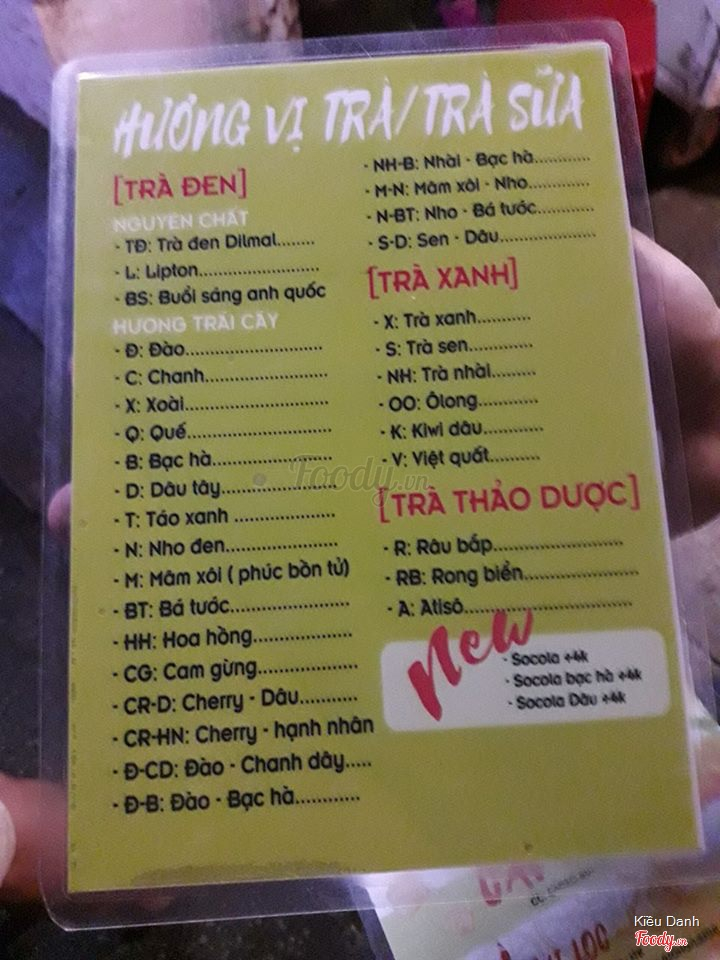 HƯƠNG VỊ TRÀ/TRÀ SỮA
[TRÀ ĐEN]
NGUYÊN CHẤT
- TĐ: Trà đen Dilmal........
- L: Lipton..........................
- BS: Buổi sáng anh quốc
HƯƠNG TRÁI CÂY
- Đ: Đào..............................
- C: Chanh..........................
- X: Xoài...............................
- Q: Quế...............................
- B: Bạc hà..........................
- D: Dâu tây........................
- T: Táo xanh ......................
- N: Nho đen........................
- M: Mâm xôi ( phúc bồn tử)
- BT: Bá tước.........................
- HH: Hoa hồng.....................
- CG: Cam gừng.....................
- CR-D: Cherry - Dâu............
- CR-HN: Cherry - hạnh nhân
- Đ-CD: Đào - Chanh dây.....
- Đ-B: Đào - Bạc hà.............
- NH-B: Nhài - Bạc hà............
- M-N: Mâm xôi - Nho.............
- N-BT: Nho - Bá tước............
- S-D: Sen - Dâu.....................
[TRÀ XANH]
- X: Trà xanh............
- S: Trà sen..............
- NH: Trà nhài..........
- OO: Ôlong.............
- K: Kiwi dâu.............
- V: Việt quất...........
[TRÀ THẢO DƯỢC]
- R: Râu bắp...........................
- RB: Rong biển.......................
- A: Atisô...................................
New
- Socola +4k
- Socola bạc hà +4k
- Socola Dâu +4k
Foody.vn
Kiều Danh
Foody.vn